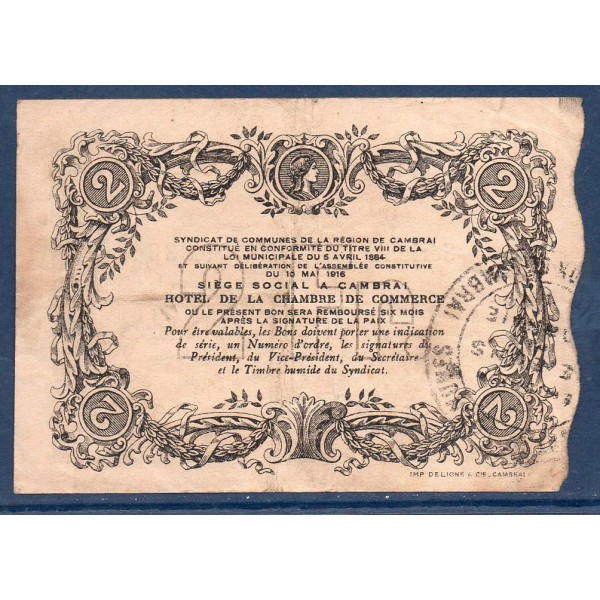 2
2
SYNDICAT DE COMMUNES DE LA RÉGION DE CAMBRAI
CONSTITUÉ EN CONFORMITÉ DU TITRE VIII DE LA
LOI MUNICIPALE DU 5 AVRIL 1884
ET SUIVANT DÉLIBÉRATION DE L'ASSEMBLÉE CONSTITUTIVE
DU 10 MAI 1916
SIÈGE SOCIAL A CAMBRAI
HOTEL DE LA CHAMBRE DE COMMERCE
OU LE PRÉSENT BON SERA REMBOURSÉ SIX MOIS
APRÈS LA SIGNATURE DE LA PAIX
Pour être valables, les Bons doivent porter une indication
de série, un Numéro d'ordre, les signatures du
Président, du Vice-Président, du Secrétaire
et le Timbre humide du Syndicat.
CAMBRAI
2
2
IMP. DELIGNE & CIE, CAMBRAI